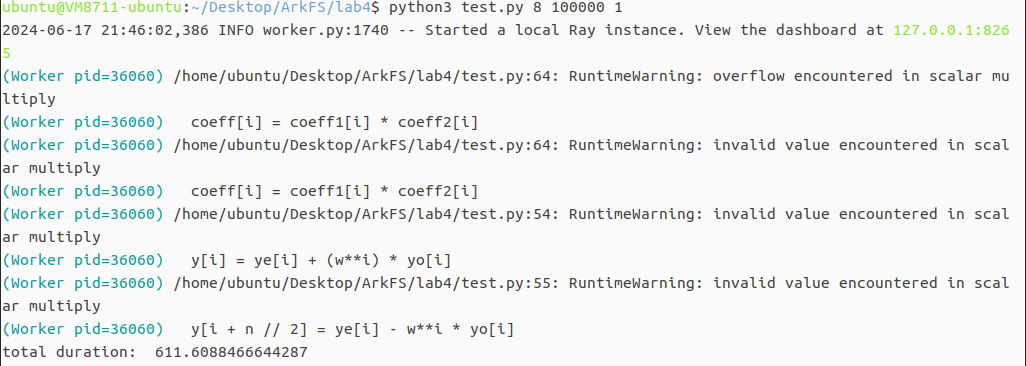 ubuntu@VM8711-ubuntu:~/Desktop/ArkFS/lab4$ python3 test.py 8 100000 1
2024-06-17 21:46:02,386 INFO worker.py:1740 -- Started a local Ray instance. View the dashboard at 127.0.0.1:826
5
(Worker pid=36060) /home/ubuntu/Desktop/ArkFS/lab4/test.py:64: RuntimeWarning: overflow encountered in scalar mu
ltiply
(Worker pid=36060)   coeff[i] = coeff1[i] * coeff2[i]
(Worker pid=36060) /home/ubuntu/Desktop/ArkFS/lab4/test.py:64: RuntimeWarning: invalid value encountered in scal
ar multiply
(Worker pid=36060)   coeff[i] = coeff1[i] * coeff2[i]
(Worker pid=36060) /home/ubuntu/Desktop/ArkFS/lab4/test.py:54: RuntimeWarning: invalid value encountered in scal
ar multiply
(Worker pid=36060)   y[i] = ye[i] + (w**i) * yo[i]
(Worker pid=36060) /home/ubuntu/Desktop/ArkFS/lab4/test.py:55: RuntimeWarning: invalid value encountered in scal
ar multiply
(Worker pid=36060)   y[i + n // 2] = ye[i] - w**i * yo[i]
total duration:  611.6088466644287